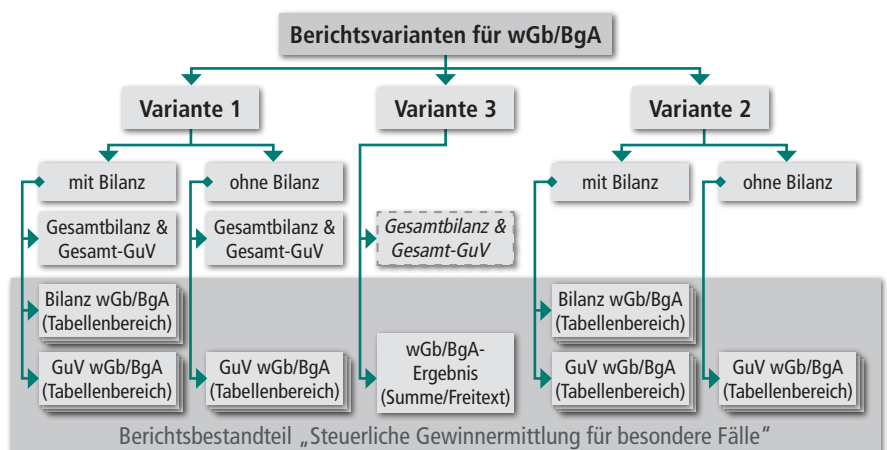 Berichtsvarianten für wGb/BgA
Variante 1
Variante 3
Variante 2
mit Bilanz
ohne Bilanz
mit Bilanz
ohne Bilanz
Gesamtbilanz &
Gesamt-GuV
Gesamtbilanz &
Gesamt-GuV
Gesamtbilanz &
Gesamt-GuV
Bilanz wGb/BgA
(Tabellenbereich)
Bilanz wGb/BgA
(Tabellenbereich)
GuV wGb/BgA
(Tabellenbereich)
GuV wGb/BgA
(Tabellenbereich)
wGb/BgA-
Ergebnis
(Summe/Freitext)
GuV wGb/BgA
(Tabellenbereich)
GuV wGb/BgA
(Tabellenbereich)
Berichtsbestandteil „Steuerliche Gewinnermittlung für besondere Fälle“